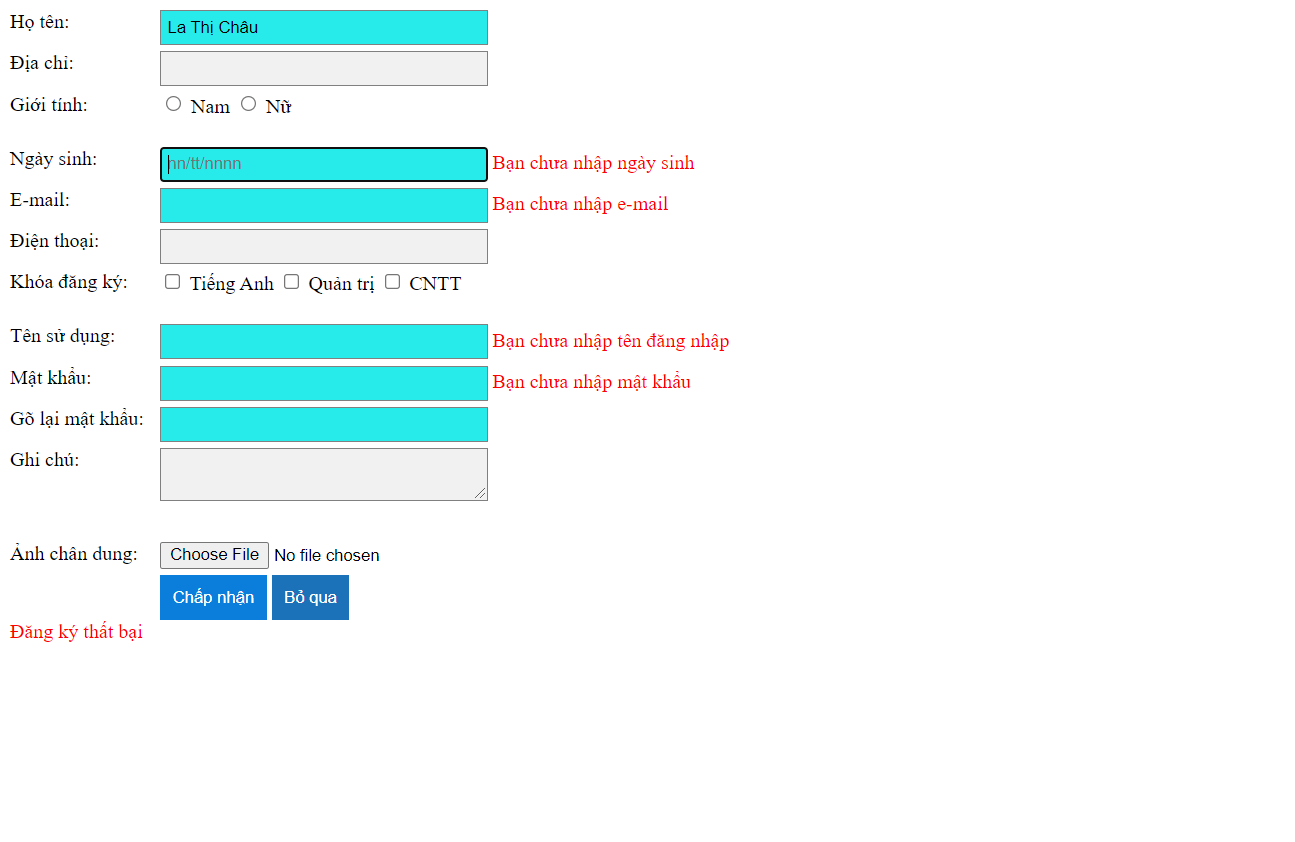 Họ tên: La Thị Châu
Địa chỉ:
Giới tính: Nam Nữ
Ngày sinh: nn/tt/nnnn Bạn chưa nhập ngày sinh
E-mail: Bạn chưa nhập e-mail
Điện thoại:
Khóa đăng ký: Tiếng Anh Quản trị CNTT
Tên sử dụng: Bạn chưa nhập tên đăng nhập
Mật khẩu: Bạn chưa nhập mật khẩu
Gõ lại mật khẩu:
Ghi chú:
Ảnh chân dung: Choose File No file chosen
Chấp nhận Bỏ qua
Đăng ký thất bại